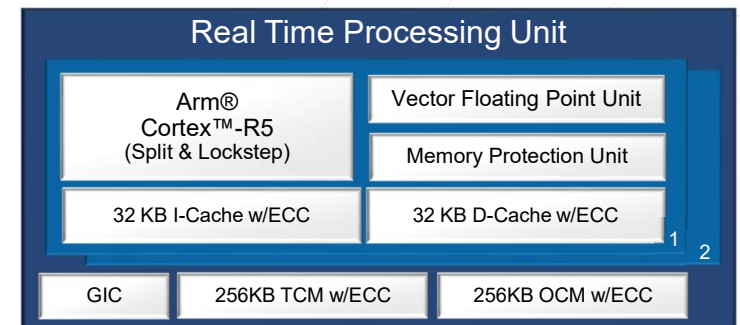 Real Time Processing Unit
Arm®
Cortex™-R5
(Split & Lockstep)
Vector Floating Point Unit
Memory Protection Unit
32 KB I-Cache w/ECC
32 KB D-Cache w/ECC
1
2
GIC
256KB TCM w/ECC
256KB OCM w/ECC